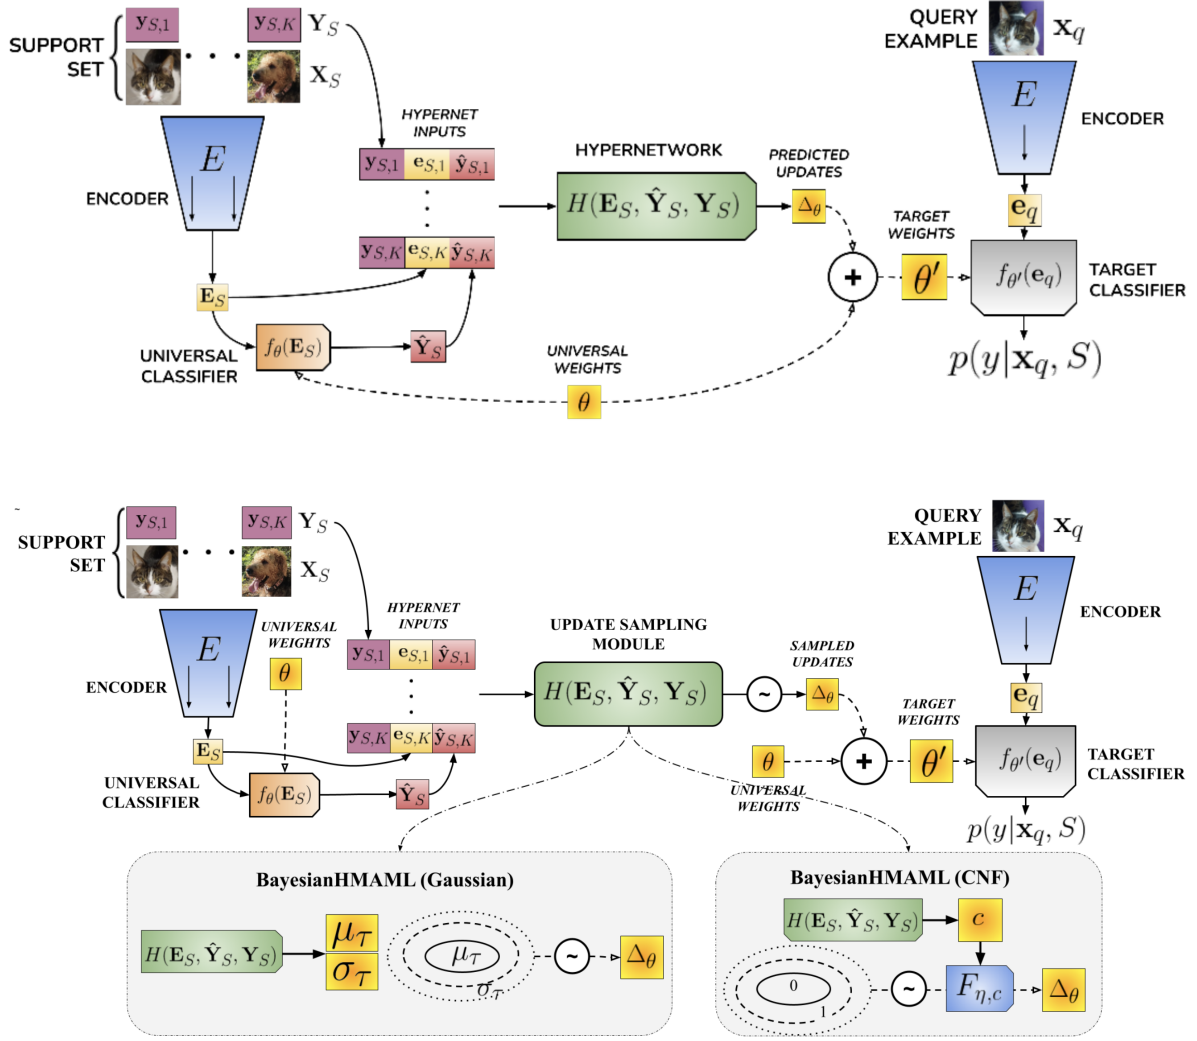 SUPPORT
SET
y_{S,1}
y_{S,K}
Y_S
X_S
QUERY
EXAMPLE
x_q
E
ENCODER
HYPERNET
INPUTS
y_{S,1} e_{S,1} ŷ_{S,1}
y_{S,K} e_{S,K} ŷ_{S,K}
HYPERNETWORK
H(E_S, Ŷ_S, Y_S)
PREDICTED
UPDATES
Δ_θ
+
TARGET
WEIGHTS
θ′
E
ENCODER
e_q
f_{θ′}(e_q)
TARGET
CLASSIFIER
p(y|x_q, S)
E_S
UNIVERSAL
CLASSIFIER
f_θ(E_S)
Ŷ_S
UNIVERSAL
WEIGHTS
θ
~
SUPPORT
SET
y_{S,1}
y_{S,K}
Y_S
X_S
QUERY
EXAMPLE
x_q
E
ENCODER
UNIVERSAL
WEIGHTS
θ
HYPERNET
INPUTS
y_{S,1} e_{S,1} ŷ_{S,1}
y_{S,K} e_{S,K} ŷ_{S,K}
UPDATE SAMPLING
MODULE
H(E_S, Ŷ_S, Y_S)
~
SAMPLED
UPDATES
Δ_θ
θ
UNIVERSAL
WEIGHTS
+
TARGET
WEIGHTS
θ′
E
ENCODER
e_q
f_{θ′}(e_q)
TARGET
CLASSIFIER
p(y|x_q, S)
E_S
UNIVERSAL
CLASSIFIER
f_θ(E_S)
Ŷ_S
BayesianHMAML (Gaussian)
H(E_S, Ŷ_S, Y_S)
μ_τ
σ_τ
μ_τ
σ_τ
~
Δ_θ
BayesianHMAML (CNF)
H(E_S, Ŷ_S, Y_S)
c
0
1
~
F_{η,c}
Δ_θ